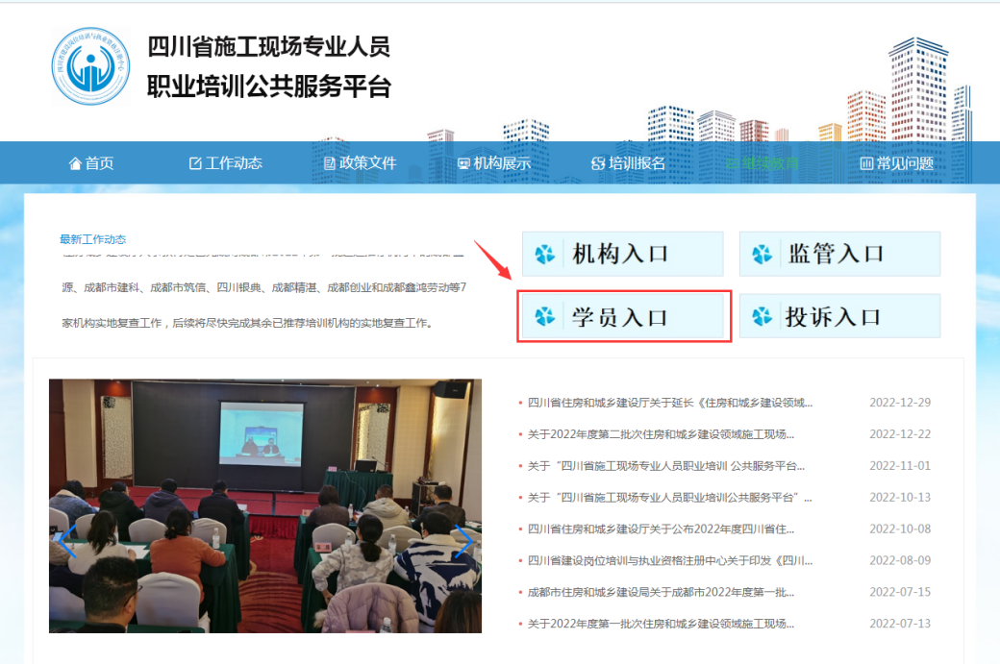 四川省施工现场专业人员
职业培训公共服务平台
首页 工作动态 政策文件 机构展示 培训报名 继续教育 常见问题
最新工作动态
源、成都市建科、成都市筑信、四川银典、成都精湛、成都创业和成都鑫鸿劳动等7
家机构实地复查工作，后续将尽快完成其余已推荐培训机构的实地复查工作。
机构入口 监管入口
学员入口 投诉入口
四川省住房和城乡建设厅关于延长《住房和城乡建设领域... 2022-12-29
关于2022年度第二批次住房和城乡建设领域施工现场... 2022-12-22
关于“四川省施工现场专业人员职业培训 公共服务平台... 2022-11-01
关于“四川省施工现场专业人员职业培训公共服务平台” ... 2022-10-13
四川省住房和城乡建设厅关于公布2022年度四川省住... 2022-10-08
四川省建设岗位培训与执业资格注册中心关于印发《四川... 2022-08-09
成都市住房和城乡建设局关于成都市2022年度第一批... 2022-07-15
关于2022年度第一批次住房和城乡建设领域施工现场... 2022-07-13